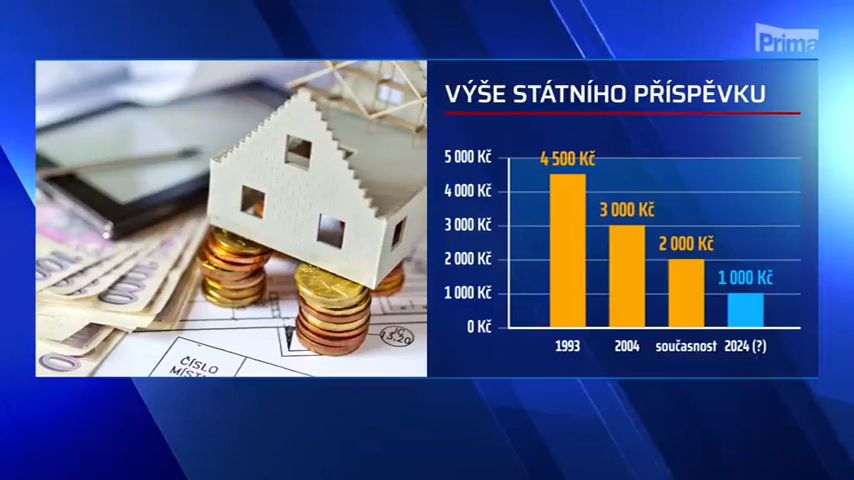 Prima
VÝŠE STÁTNÍHO PŘÍSPĚVKU
5 000 Kč
4 000 Kč
3 000 Kč
2 000 Kč
1 000 Kč
0 Kč
4 500 Kč
3 000 Kč
2 000 Kč
1 000 Kč
1993
2004
současnost
2024 (?)
ČÍSLO
13.20